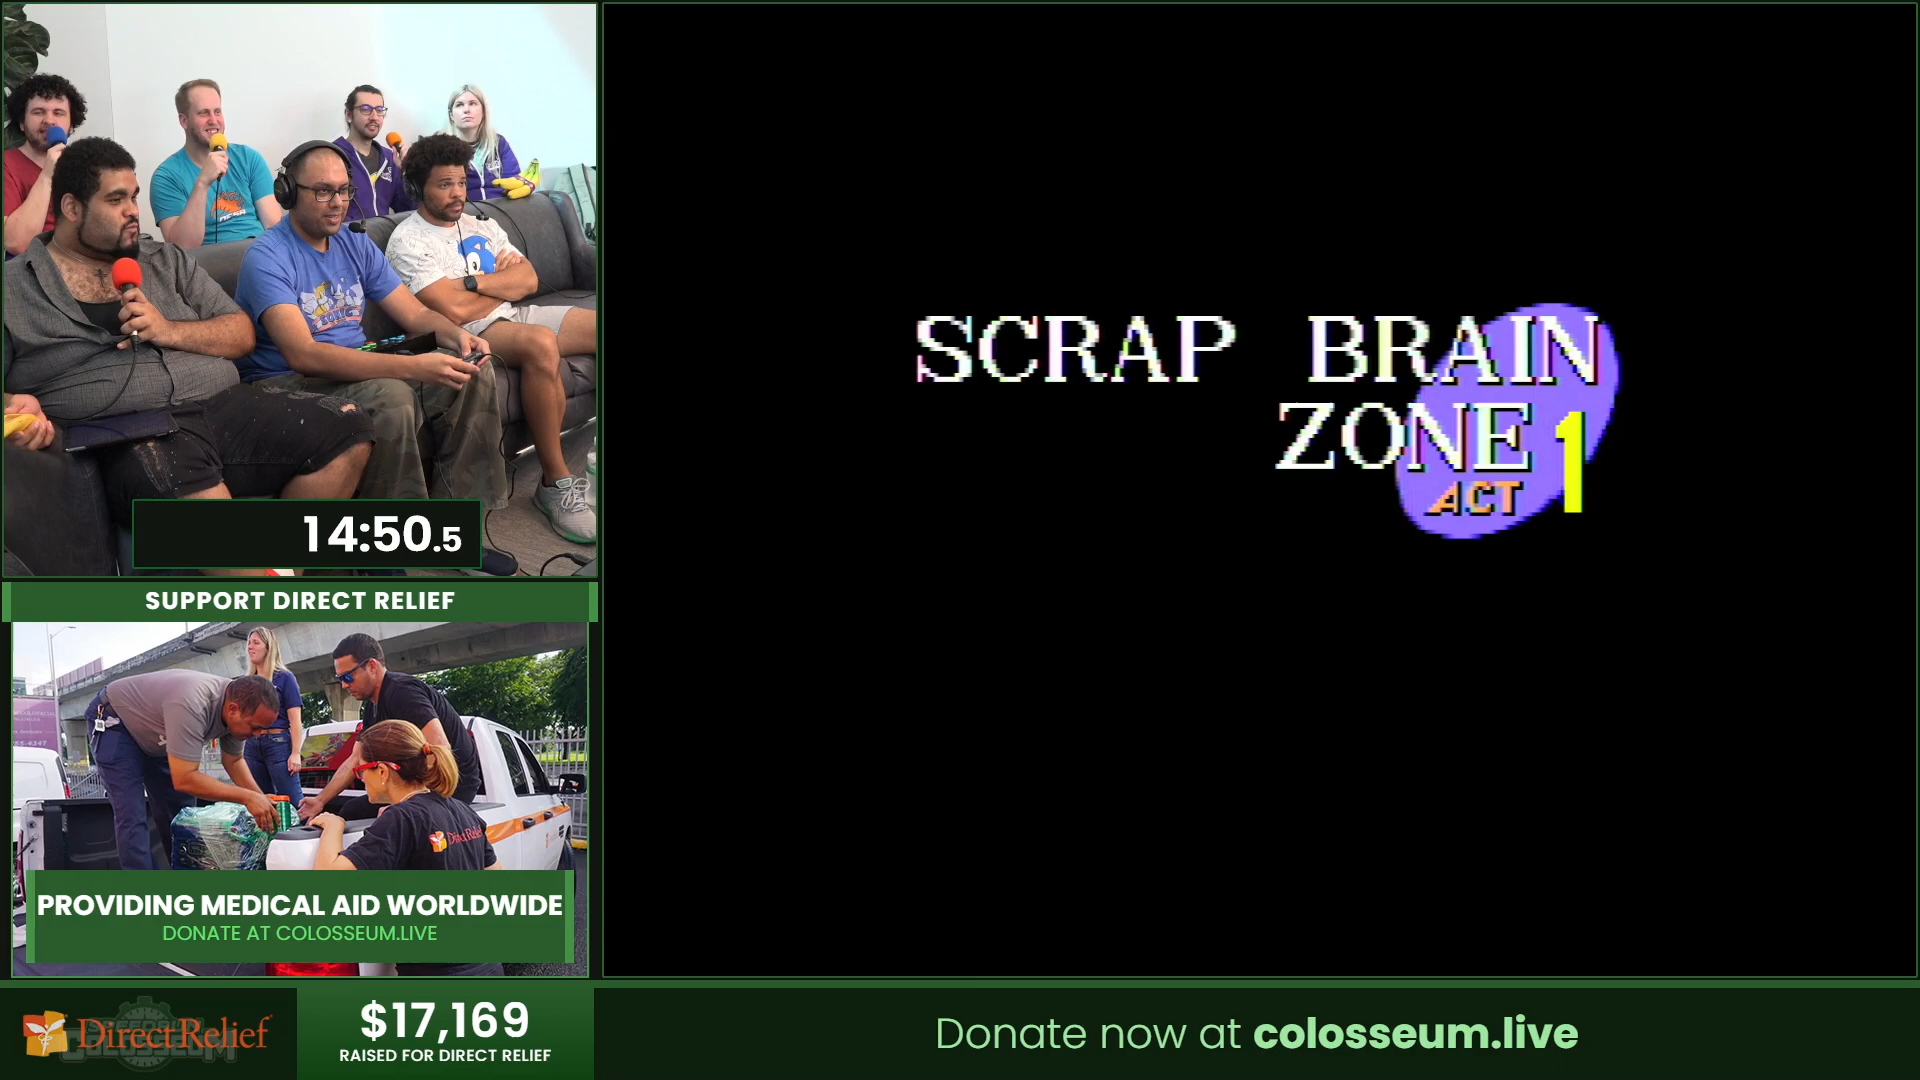 SCRAP BRAIN
ZONE
ACT 1
14:50.5
SUPPORT DIRECT RELIEF
PROVIDING MEDICAL AID WORLDWIDE
DONATE AT COLOSSEUM.LIVE
DirectRelief
$17,169
RAISED FOR DIRECT RELIEF
Donate now at colosseum.live